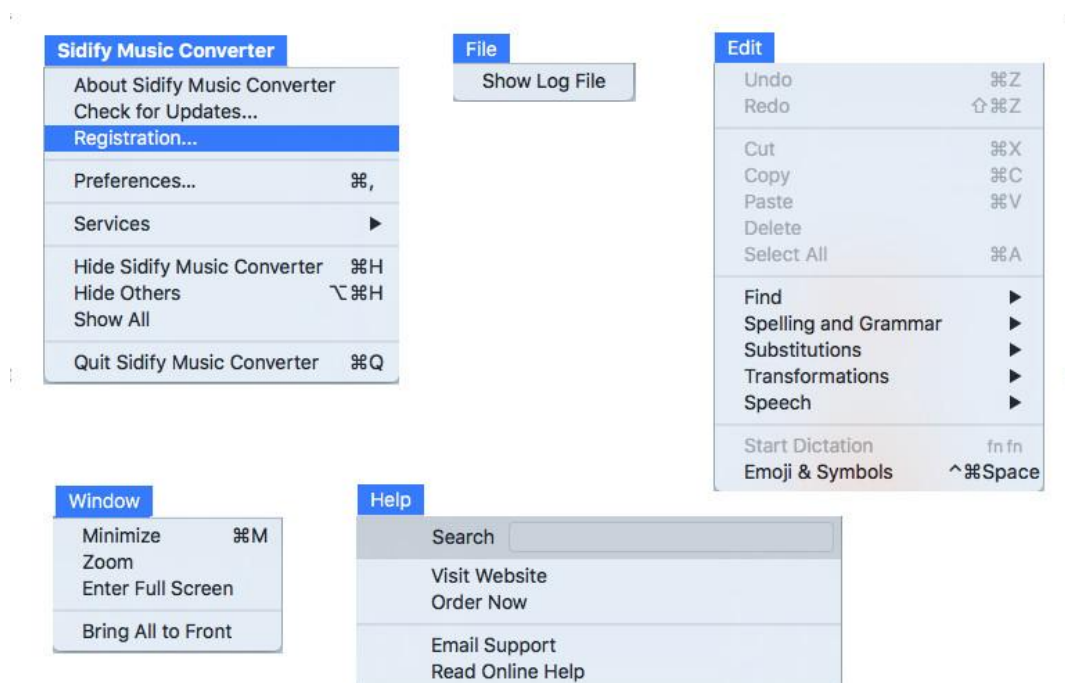 Sidify Music Converter
About Sidify Music Converter
Check for Updates...
Registration...
Preferences... ⌘,
Services ▶
Hide Sidify Music Converter ⌘H
Hide Others ⌥⌘H
Show All
Quit Sidify Music Converter ⌘Q
File
Show Log File
Edit
Undo ⌘Z
Redo ⇧⌘Z
Cut ⌘X
Copy ⌘C
Paste ⌘V
Delete
Select All ⌘A
Find ▶
Spelling and Grammar ▶
Substitutions ▶
Transformations ▶
Speech ▶
Start Dictation fn fn
Emoji & Symbols ^⌘Space
Window
Minimize ⌘M
Zoom
Enter Full Screen
Bring All to Front
Help
Search
Visit Website
Order Now
Email Support
Read Online Help